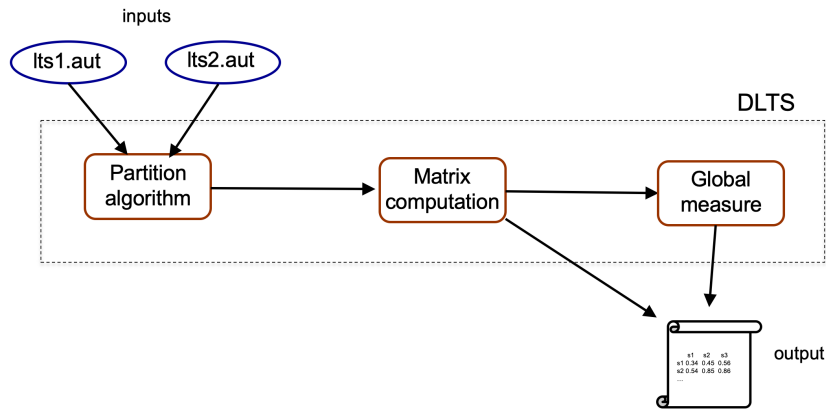 inputs
lts1.aut
lts2.aut
DLTS
Partition
algorithm
Matrix
computation
Global
measure
output
s1 s2 s3
s1 0.34 0.45 0.56
s2 0.54 0.85 0.86
...